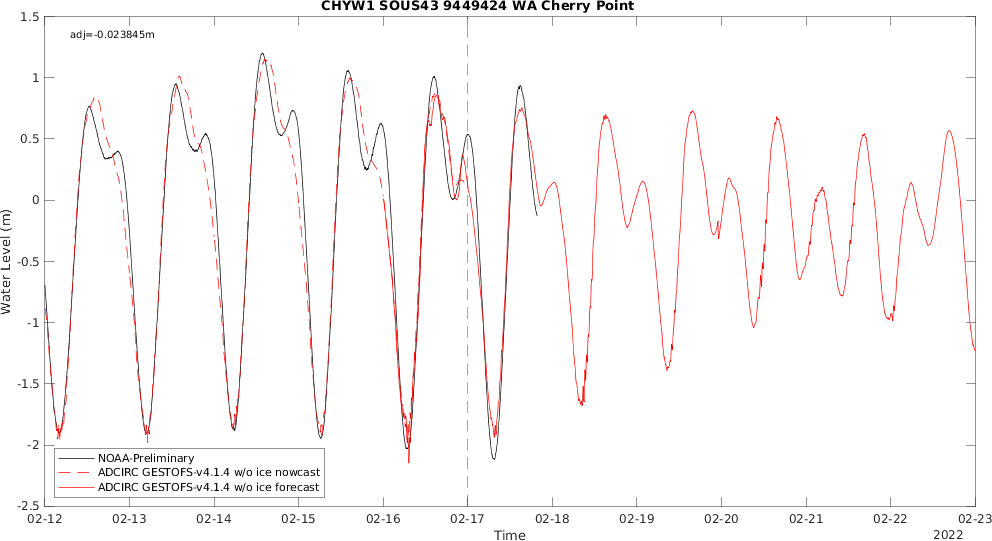 CHYW1 SOUS43 9449424 WA Cherry Point
adj=-0.023845m
1.5
1
0.5
0
-0.5
-1
-1.5
-2
-2.5
Water Level (m)
NOAA-Preliminary
ADCIRC GESTOFS-v4.1.4 w/o ice nowcast
ADCIRC GESTOFS-v4.1.4 w/o ice forecast
02-12 02-13 02-14 02-15 02-16 02-17 02-18 02-19 02-20 02-21 02-22 02-23
Time
2022